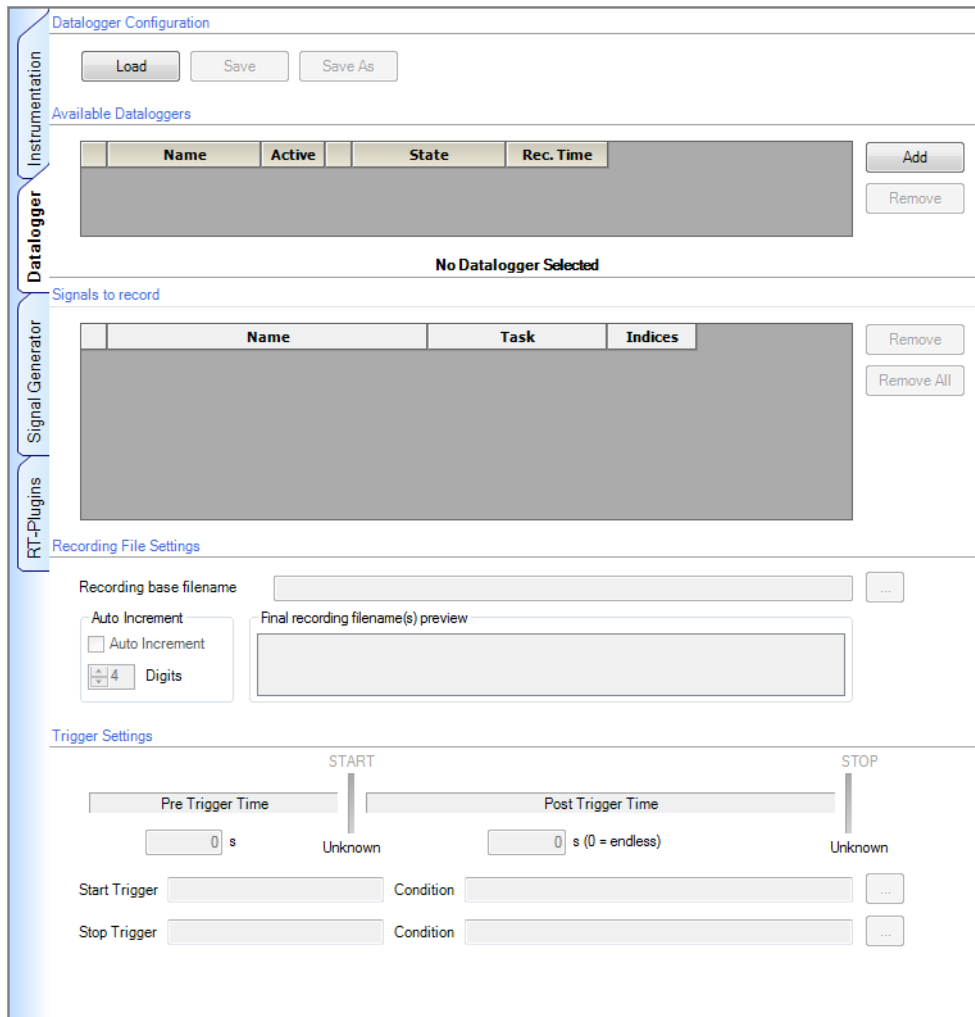 Datalogger Configuration
Load Save Save As
Available Dataloggers
Name Active State Rec. Time
Add
Remove
No Datalogger Selected
Signals to record
Name Task Indices
Remove
Remove All
Recording File Settings
Recording base filename ...
Auto Increment
Auto Increment
4 Digits
Final recording filename(s) preview
Trigger Settings
START STOP
Pre Trigger Time Post Trigger Time
0 s 0 s (0 = endless)
Unknown Unknown
Start Trigger Condition ...
Stop Trigger Condition ...
Instrumentation
Datalogger
Signal Generator
RT-Plugins